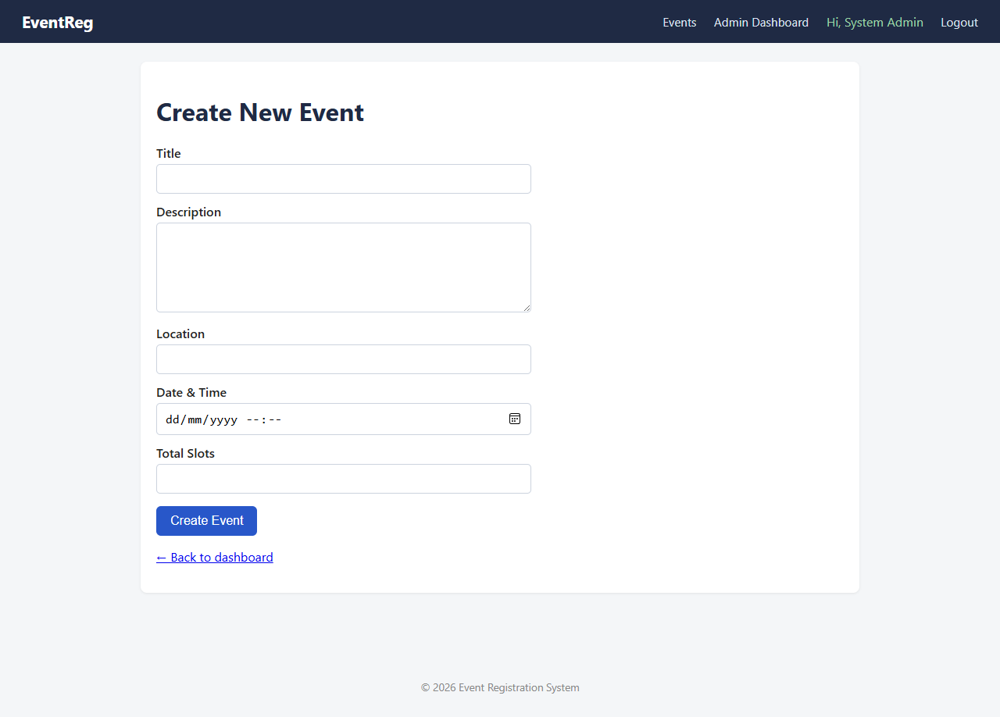 EventReg Events Admin Dashboard Hi, System Admin Logout
Create New Event
Title
Description
Location
Date & Time
dd/mm/yyyy --:--
Total Slots
Create Event
← Back to dashboard
© 2026 Event Registration System